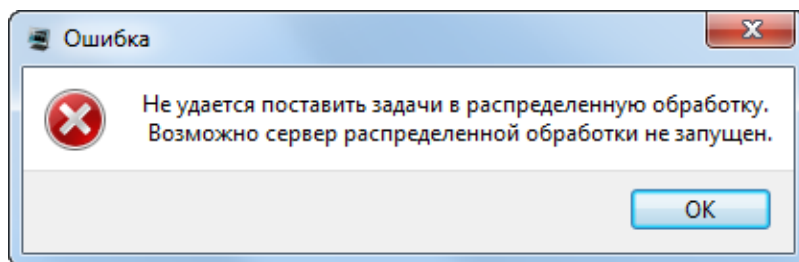 Ошибка
Не удается поставить задачи в распределенную обработку.
Возможно сервер распределенной обработки не запущен.
OK